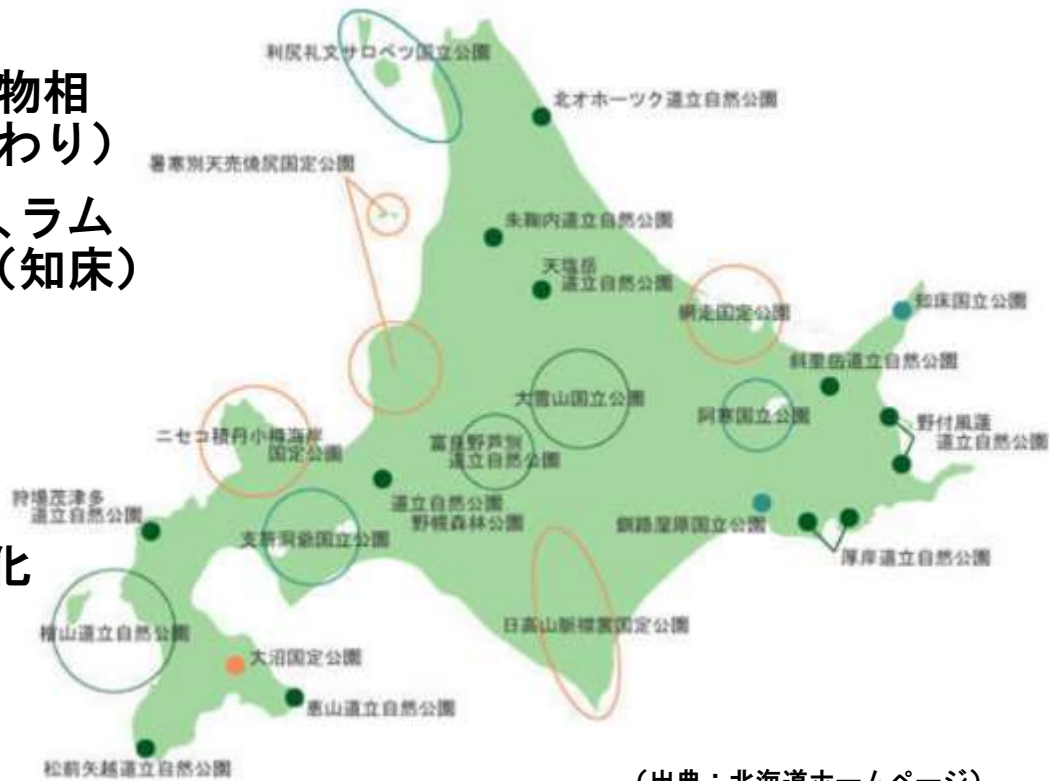 物相
わり）
、ラム
（知床）
化
利尻礼文サロベツ国立公園
北オホーツク道立自然公園
暑寒別天売焼尻国定公園
朱鞠内道立自然公園
天塩岳
道立自然公園
網走国定公園
知床国立公園
斜里岳道立自然公園
大雪山国立公園
阿寒国立公園
野付風蓮
道立自然公園
ニセコ積丹小樽海岸
国定公園
富良野芦別
道立自然公園
狩場茂津多
道立自然公園
道立自然公園
野幌森林公園
釧路湿原国立公園
支笏洞爺国立公園
厚岸道立自然公園
檜山道立自然公園
日高山脈襟裳国定公園
大沼国定公園
恵山道立自然公園
松前矢越道立自然公園
（出典：北海道ホームページ）